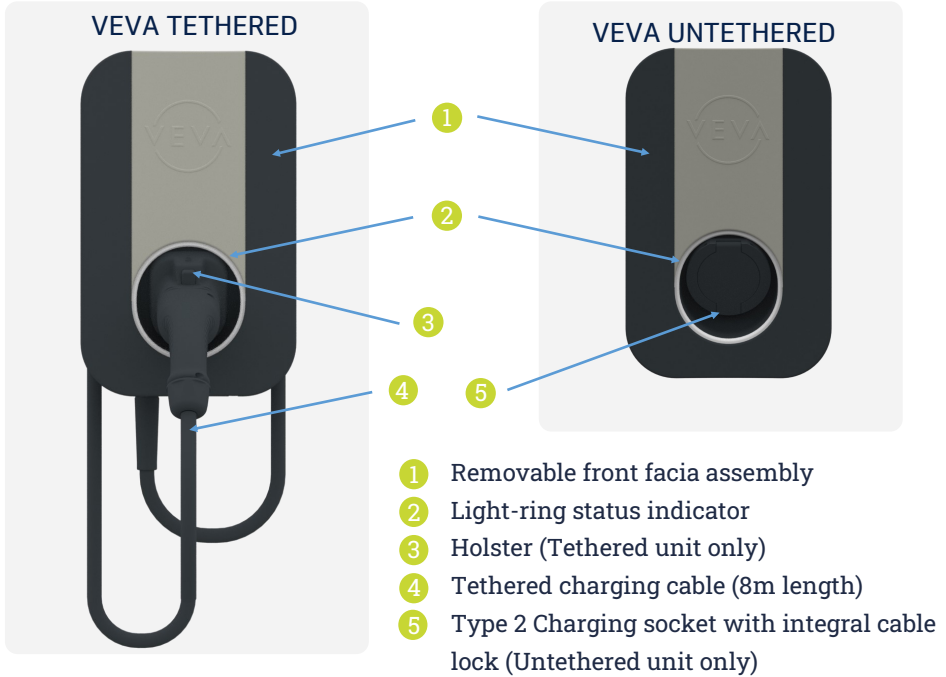 VEVA TETHERED
VEVA UNTETHERED
VEVA
VEVA
1
2
3
4
5
1 Removable front facia assembly
2 Light-ring status indicator
3 Holster (Tethered unit only)
4 Tethered charging cable (8m length)
5 Type 2 Charging socket with integral cable
lock (Untethered unit only)